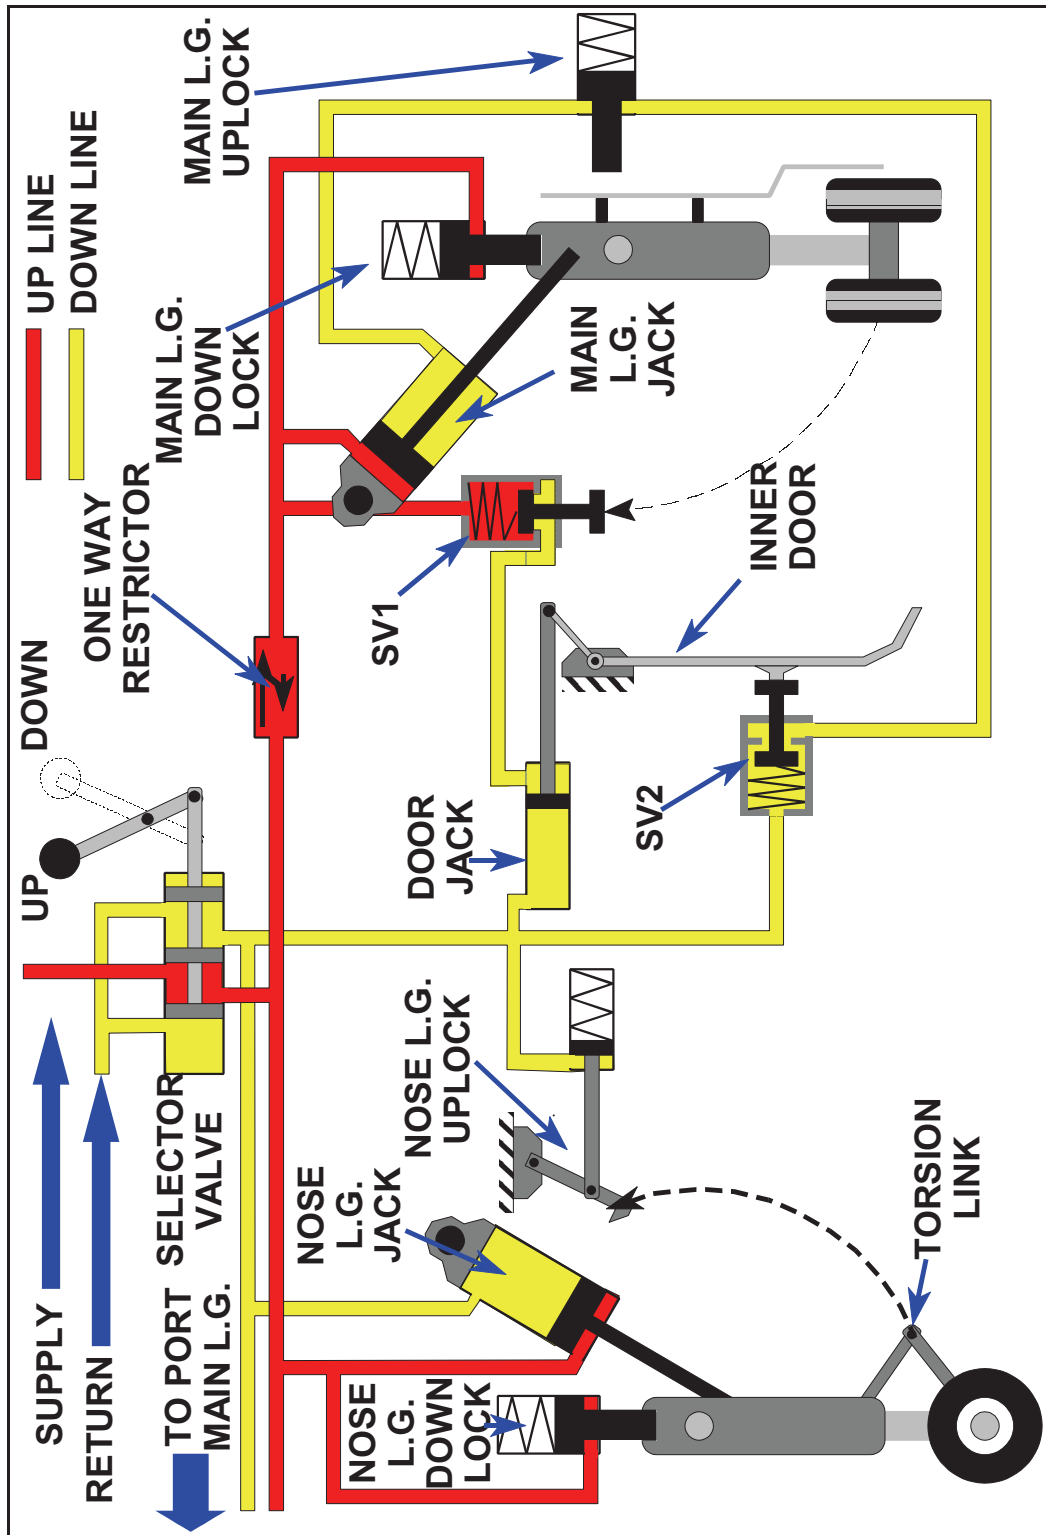 UP LINE
DOWN LINE
MAIN L.G.
UPLOCK
MAIN L.G.
DOWN
LOCK
MAIN
L.G.
JACK
ONE WAY
RESTRICTOR
SV1
INNER
DOOR
DOWN
UP
DOOR
JACK
SV2
SUPPLY
RETURN
SELECTOR
VALVE
TO PORT
MAIN L.G.
NOSE L.G.
UPLOCK
NOSE
L.G.
JACK
NOSE
L.G.
DOWN
LOCK
TORSION
LINK